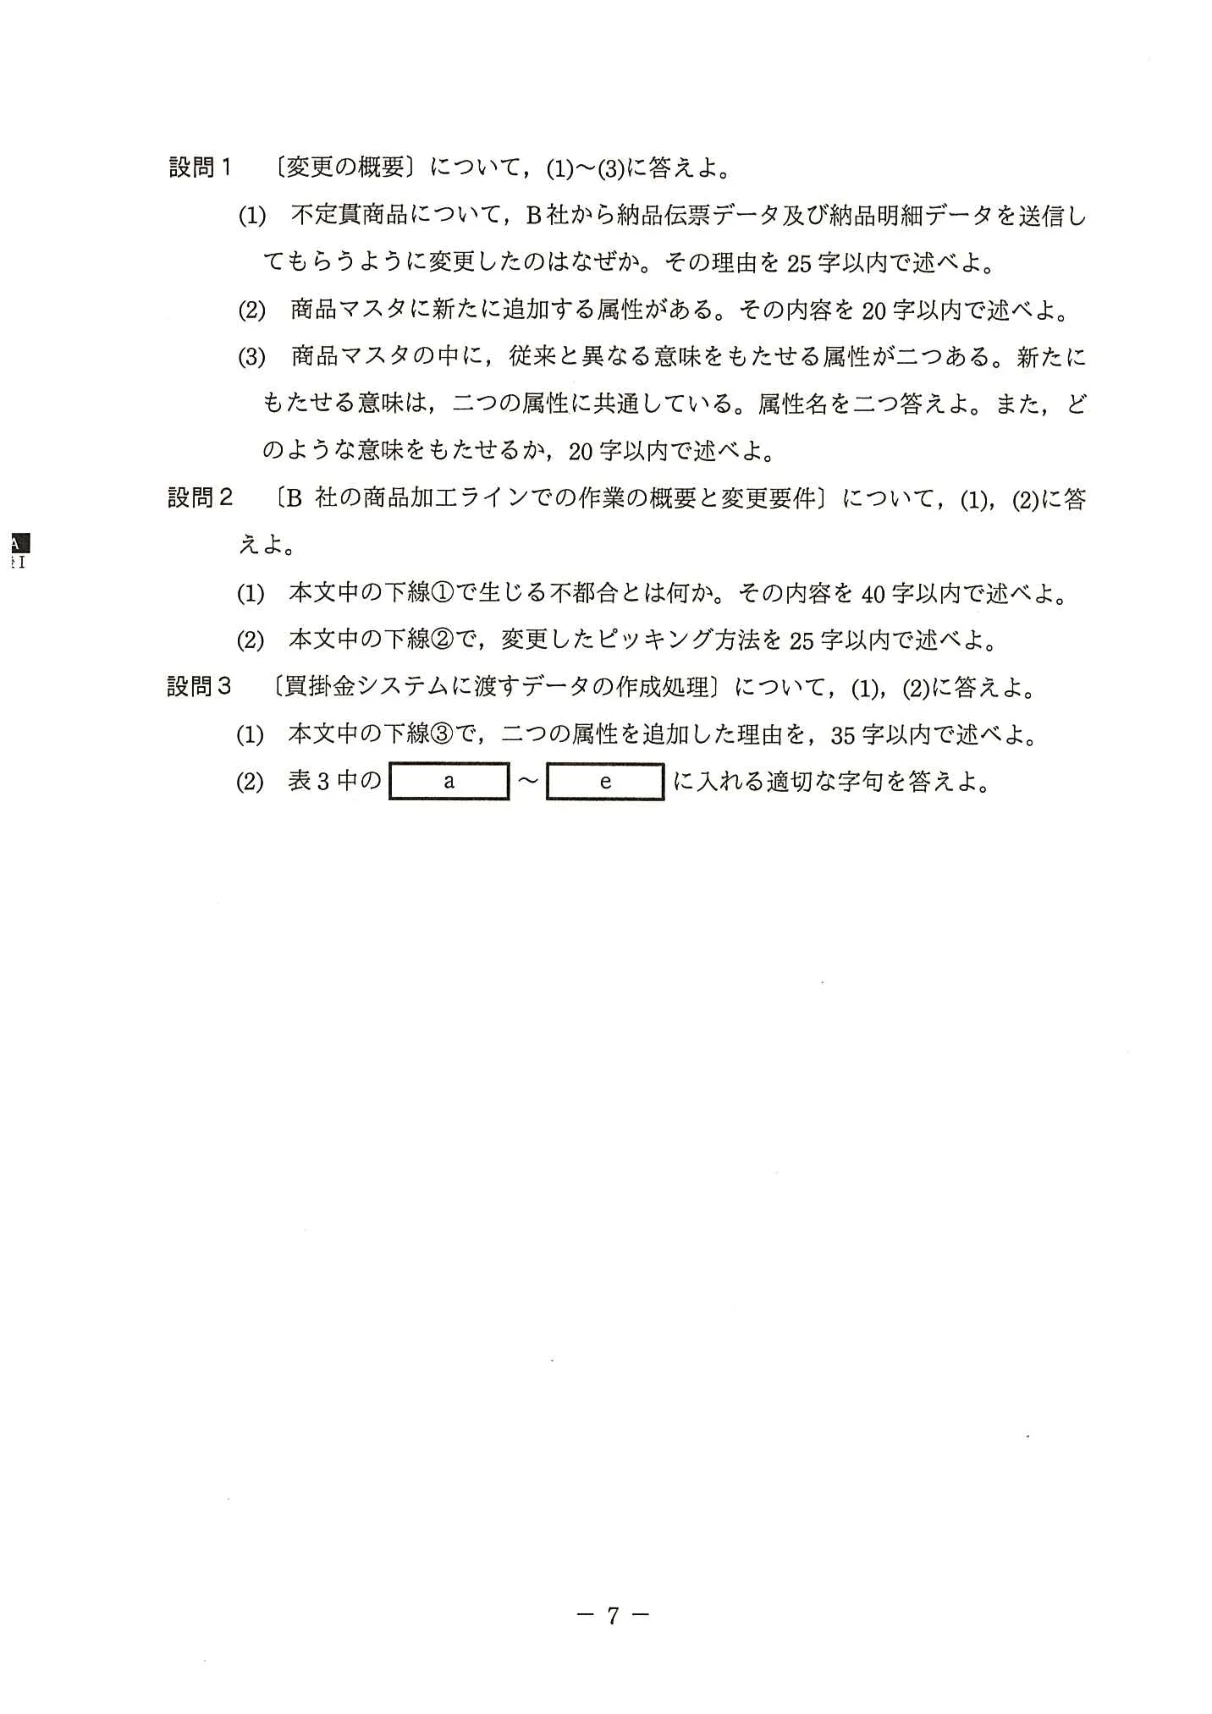 設問1 〔変更の概要〕について，(1)～(3)に答えよ。
(1) 不定貫商品について，B社から納品伝票データ及び納品明細データを送信し
てもらうように変更したのはなぜか。その理由を 25 字以内で述べよ。
(2) 商品マスタに新たに追加する属性がある。その内容を 20 字以内で述べよ。
(3) 商品マスタの中に，従来と異なる意味をもたせる属性が二つある。新たに
もたせる意味は，二つの属性に共通している。属性名を二つ答えよ。また，ど
のような意味をもたせるか，20 字以内で述べよ。
設問2 〔B 社の商品加工ラインでの作業の概要と変更要件〕について，(1)，(2)に答
えよ。
(1) 本文中の下線①で生じる不都合とは何か。その内容を 40 字以内で述べよ。
(2) 本文中の下線②で，変更したピッキング方法を 25 字以内で述べよ。
設問3 〔買掛金システムに渡すデータの作成処理〕について，(1)，(2)に答えよ。
(1) 本文中の下線③で，二つの属性を追加した理由を，35 字以内で述べよ。
(2) 表 3 中の a ～ e に入れる適切な字句を答えよ。
－ 7 －